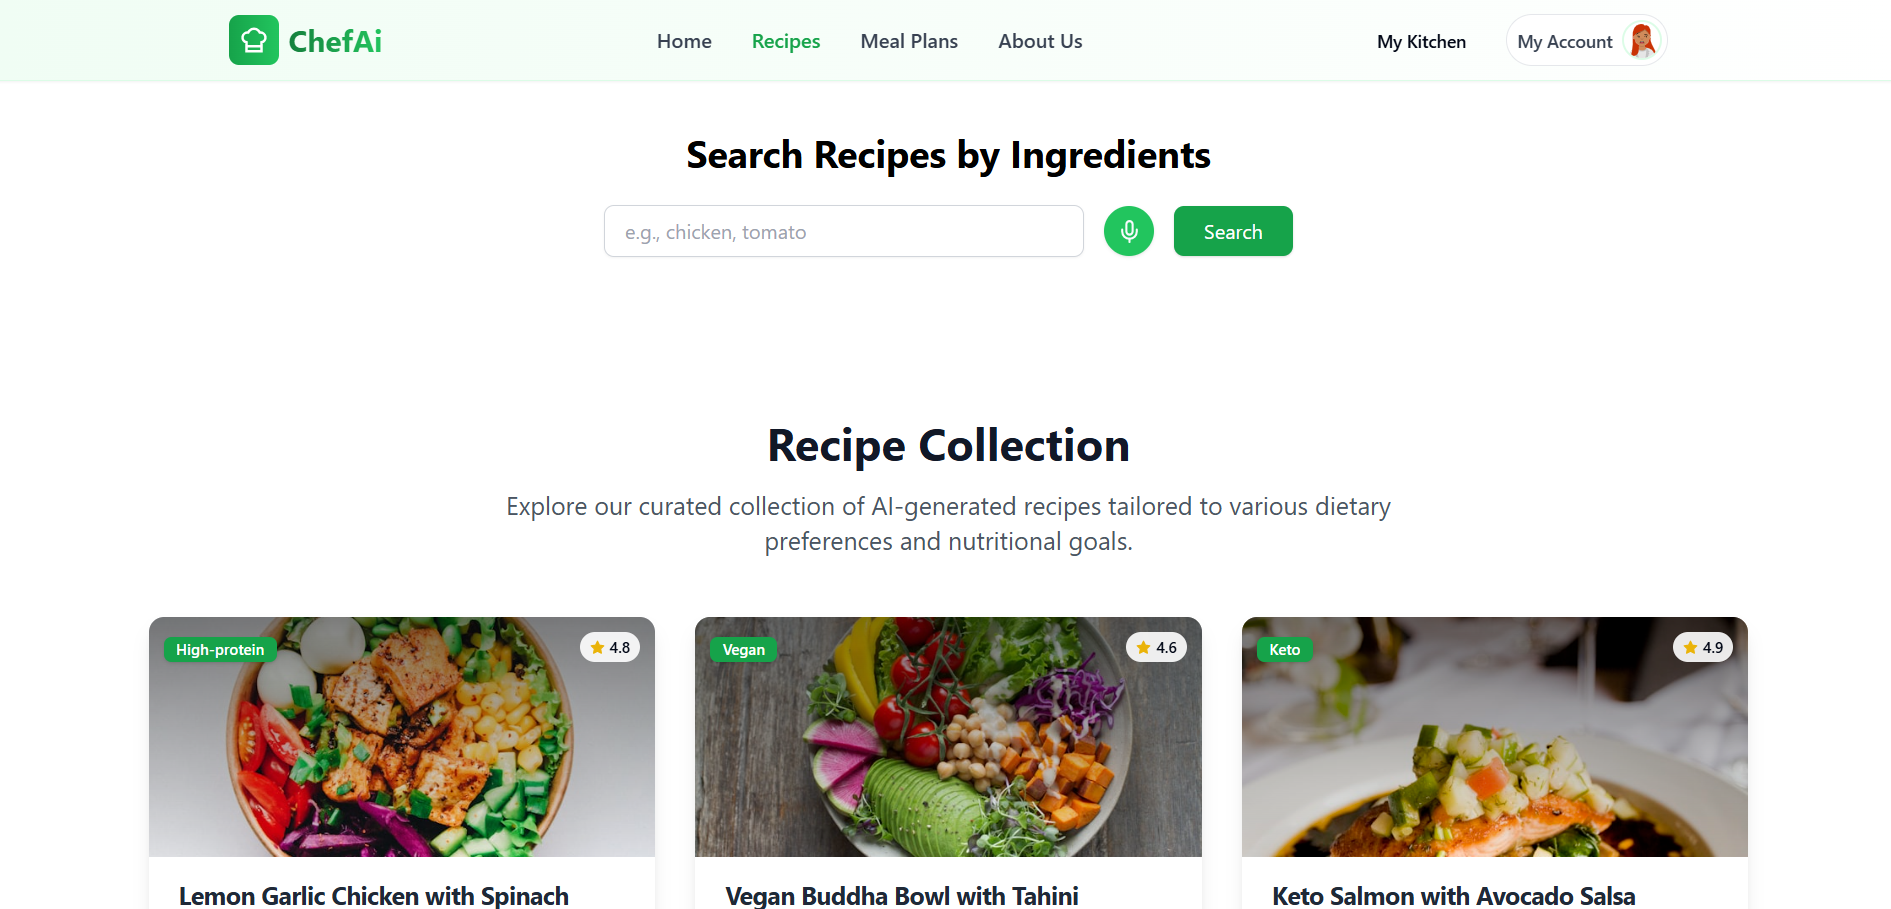 ChefAi
Home
Recipes
Meal Plans
About Us
My Kitchen
My Account
Search Recipes by Ingredients
e.g., chicken, tomato
Search
Recipe Collection
Explore our curated collection of AI-generated recipes tailored to various dietary
preferences and nutritional goals.
High-protein
4.8
Vegan
4.6
Keto
4.9
Lemon Garlic Chicken with Spinach
Vegan Buddha Bowl with Tahini
Keto Salmon with Avocado Salsa